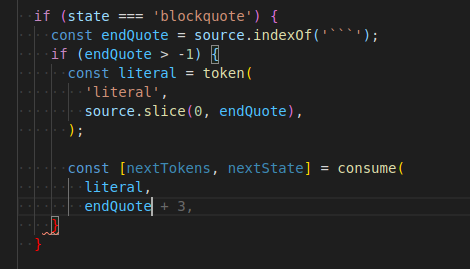 if (state === 'blockquote') {
const endQuote = source.indexOf('```');
if (endQuote > -1) {
const literal = token(
'literal',
source.slice(0, endQuote),
);
const [nextTokens, nextState] = consume(
literal,
endQuote + 3,
}
}